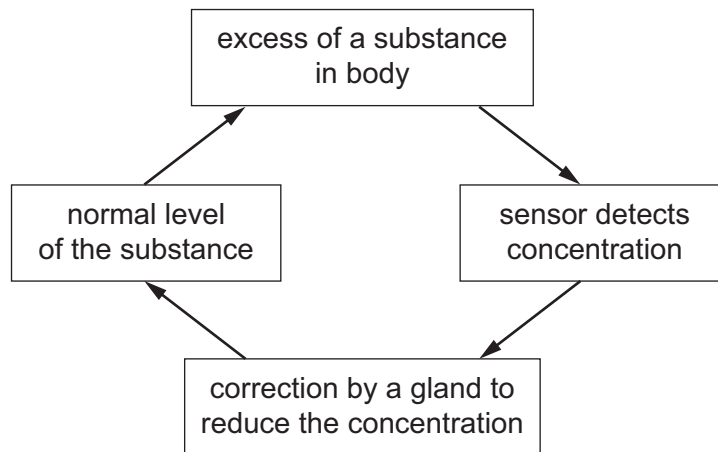 excess of a substance
in body
normal level
of the substance
sensor detects
concentration
correction by a gland to
reduce the concentration